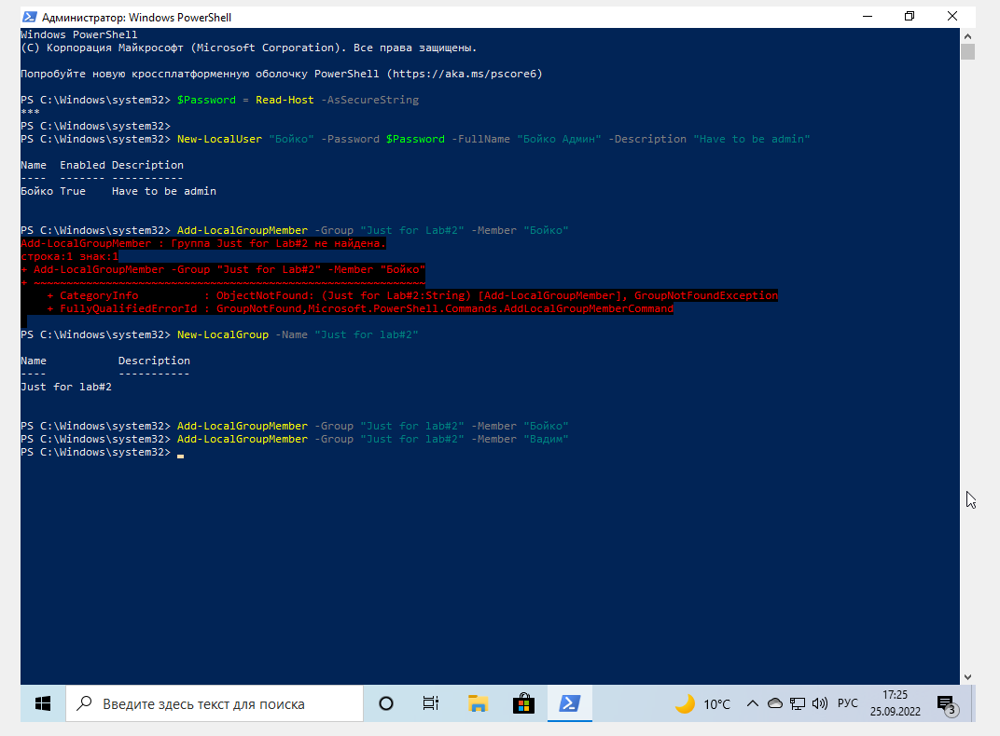 Администратор: Windows PowerShell
Windows PowerShell
(C) Корпорация Майкрософт (Microsoft Corporation). Все права защищены.
Попробуйте новую кроссплатформенную оболочку PowerShell (https://aka.ms/pscore6)
PS C:\Windows\system32> $Password = Read-Host -AsSecureString
***
PS C:\Windows\system32>
PS C:\Windows\system32> New-LocalUser "Бойко" -Password $Password -FullName "Бойко Админ" -Description "Have to be admin"
Name  Enabled Description
----  ------- -----------
Бойко True    Have to be admin
PS C:\Windows\system32> Add-LocalGroupMember -Group "Just for Lab#2" -Member "Бойко"
Add-LocalGroupMember : Группа Just for Lab#2 не найдена.
строка:1 знак:1
+ Add-LocalGroupMember -Group "Just for Lab#2" -Member "Бойко"
+ ~~~~~~~~~~~~~~~~~~~~~~~~~~~~~~~~~~~~~~~~~~~~~~~~~~~~~~~~~~~~
    + CategoryInfo          : ObjectNotFound: (Just for Lab#2:String) [Add-LocalGroupMember], GroupNotFoundException
    + FullyQualifiedErrorId : GroupNotFound,Microsoft.PowerShell.Commands.AddLocalGroupMemberCommand
PS C:\Windows\system32> New-LocalGroup -Name "Just for lab#2"
Name           Description
----           -----------
Just for lab#2
PS C:\Windows\system32> Add-LocalGroupMember -Group "Just for lab#2" -Member "Бойко"
PS C:\Windows\system32> Add-LocalGroupMember -Group "Just for lab#2" -Member "Вадим"
PS C:\Windows\system32>
Введите здесь текст для поиска
10°C
РУС
17:25
25.09.2022
3